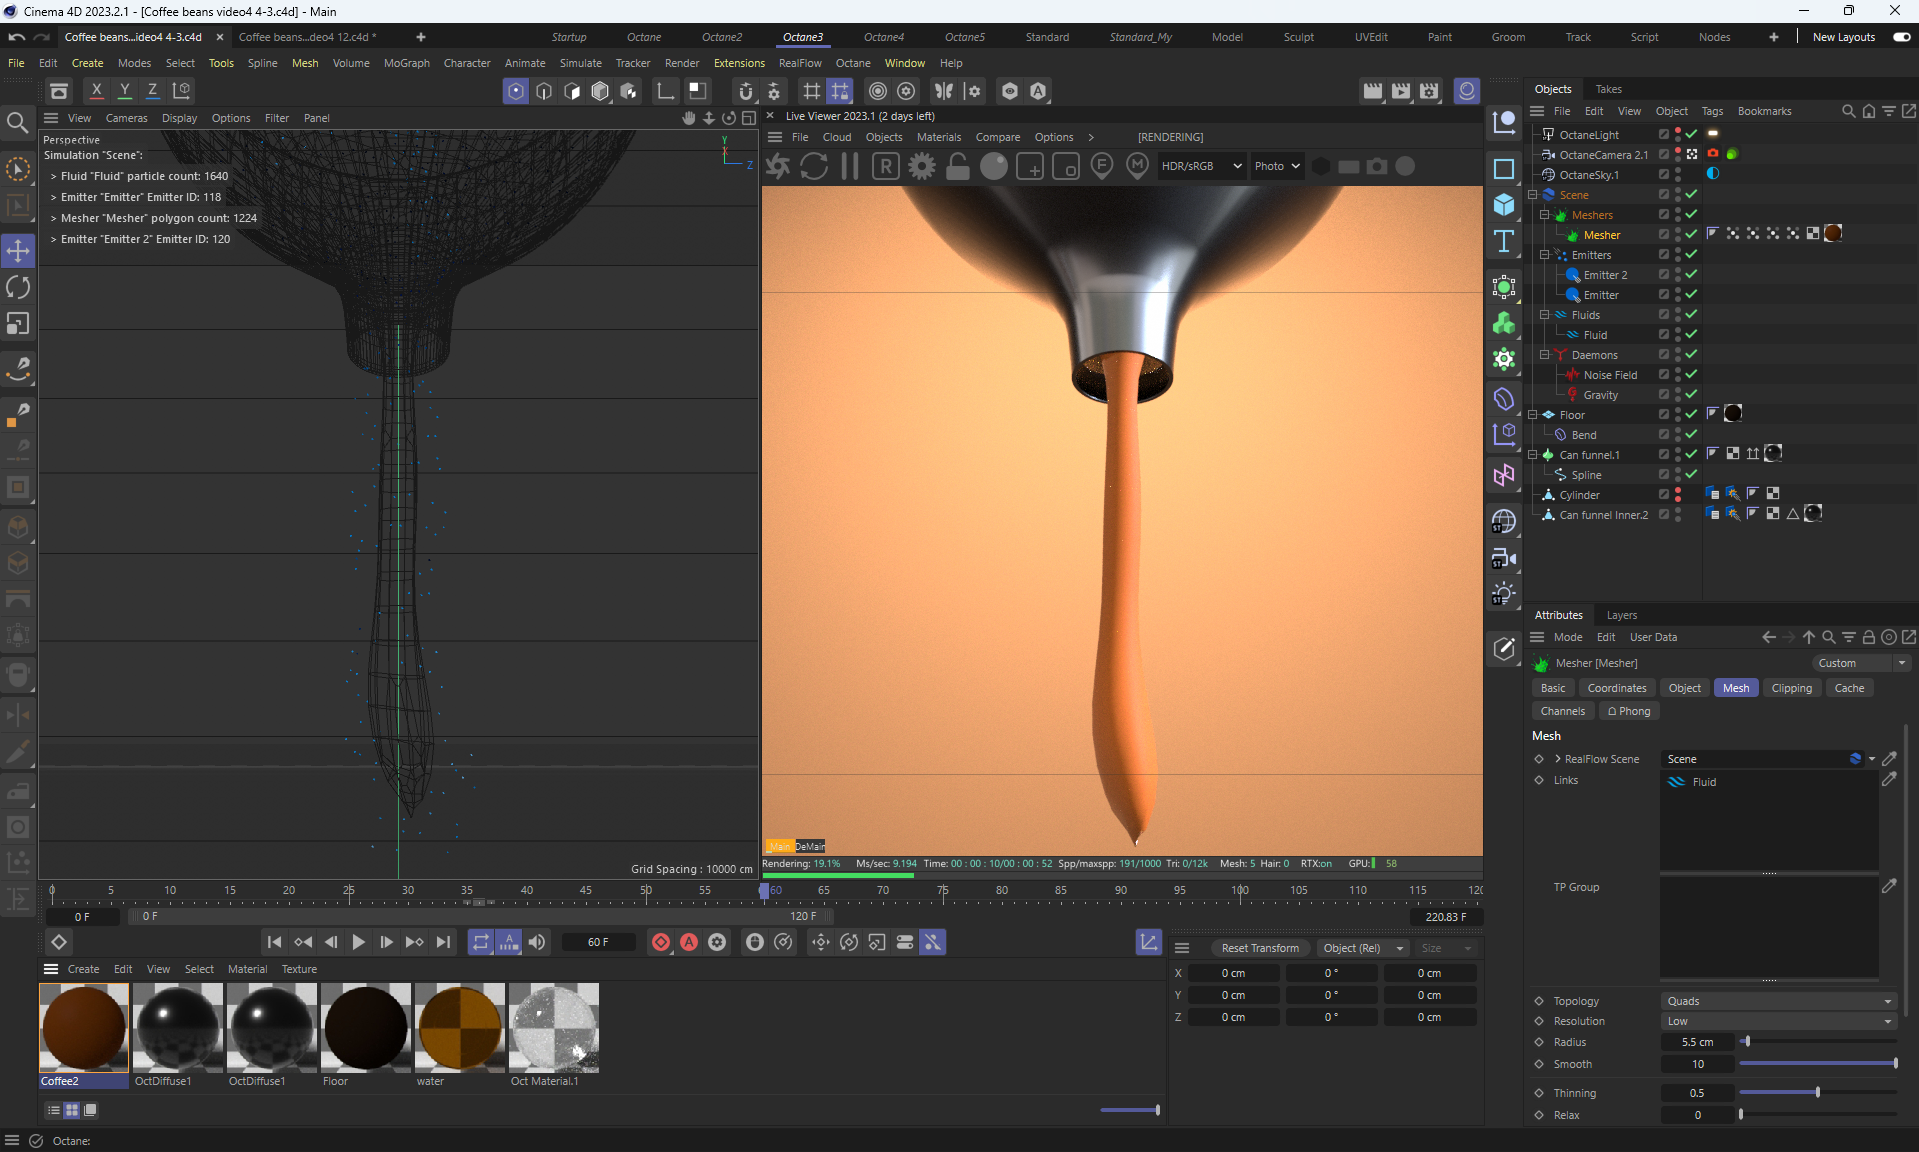 Cinema 4D 2023.2.1 - [Coffee beans video4 4-3.c4d] - Main
Coffee beans...ideo4 4-3.c4d × Coffee beans...deo4 12.c4d * + Startup Octane Octane2 Octane3 Octane4 Octane5 Standard Standard_My Model Sculpt UVEdit Paint Groom Track Script Nodes + New Layouts
File Edit Create Modes Select Tools Spline Mesh Volume MoGraph Character Animate Simulate Tracker Render Extensions RealFlow Octane Window Help
X Y Z
View Cameras Display Options Filter Panel
Perspective
Simulation "Scene":
> Fluid "Fluid" particle count: 1640
> Emitter "Emitter" Emitter ID: 118
> Mesher "Mesher" polygon count: 1224
> Emitter "Emitter 2" Emitter ID: 120
Y
X
Z
Grid Spacing : 10000 cm
Live Viewer 2023.1 (2 days left)
File Cloud Objects Materials Compare Options > [RENDERING]
R F M HDR/sRGB Photo
Main DeMain
Rendering: 19.1% Ms/sec: 9.194 Time: 00 : 00 : 10/00 : 00 : 52 Spp/maxspp: 191/1000 Tri: 0/12k Mesh: 5 Hair: 0 RTX:on GPU: 58
Objects Takes
File Edit View Object Tags Bookmarks
OctaneLight
OctaneCamera 2.1
OctaneSky.1
Scene
Meshers
Mesher
Emitters
Emitter 2
Emitter
Fluids
Fluid
Daemons
Noise Field
Gravity
Floor
Bend
Can funnel.1
Spline
Cylinder
Can funnel Inner.2
ST
ST
ST
Attributes Layers
Mode Edit User Data
Mesher [Mesher] Custom
Basic Coordinates Object Mesh Clipping Cache
Channels Phong
Mesh
> RealFlow Scene Scene
Links Fluid
TP Group
Topology Quads
Resolution Low
Radius 5.5 cm
Smooth 10
Thinning 0.5
Relax 0
0 5 10 15 20 25 30 35 40 45 50 55 60 65 70 75 80 85 90 95 100 105 110 115 120
0 F 0 F 120 F 220.83 F
60 F
Create Edit View Select Material Texture
Coffee2 OctDiffuse1 OctDiffuse1 Floor water Oct Material.1
Reset Transform Object (Rel) Size
X 0 cm 0 ° 0 cm
Y 0 cm 0 ° 0 cm
Z 0 cm 0 ° 0 cm
Octane: